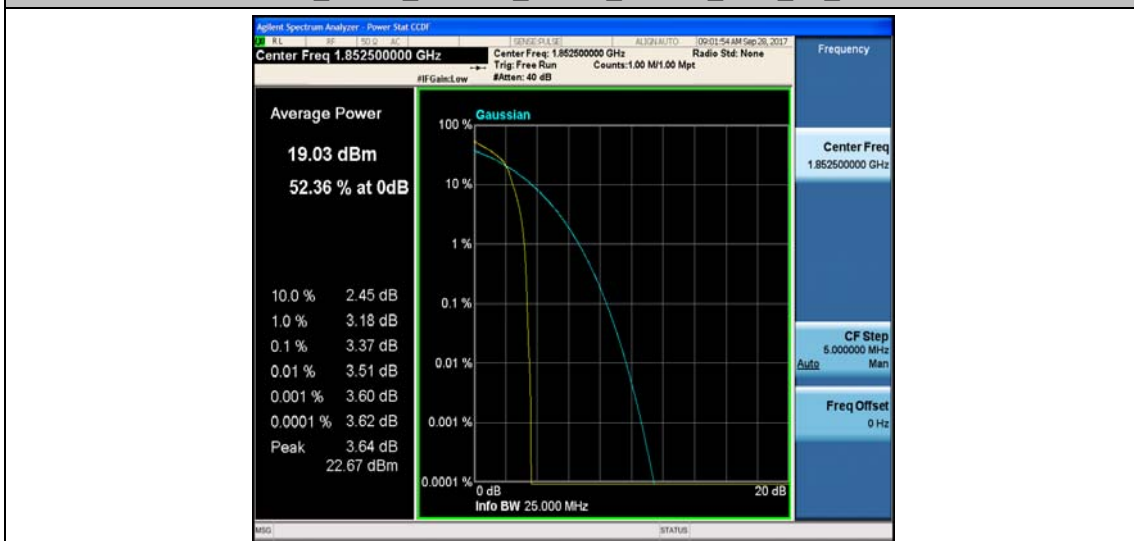 Agilent Spectrum Analyzer - Power Stat CCDF
RL RF 50 Ω AC SENSE:PULSE ALIGNAUTO 09:01:54 AM Sep 28, 2017
Center Freq 1.852500000 GHz
Center Freq: 1.852500000 GHz Radio Std: None
Trig: Free Run Counts:1.00 M/1.00 Mpt
#IFGain:Low #Atten: 40 dB
Frequency
Average Power
19.03 dBm
52.36 % at 0dB
10.0 % 2.45 dB
1.0 % 3.18 dB
0.1 % 3.37 dB
0.01 % 3.51 dB
0.001 % 3.60 dB
0.0001 % 3.62 dB
Peak 3.64 dB
22.67 dBm
Gaussian
100 %
10 %
1 %
0.1 %
0.01 %
0.001 %
0.0001 %
0 dB 20 dB
Info BW 25.000 MHz
Center Freq
1.852500000 GHz
CF Step
5.000000 MHz
Auto Man
Freq Offset
0 Hz
MSG STATUS